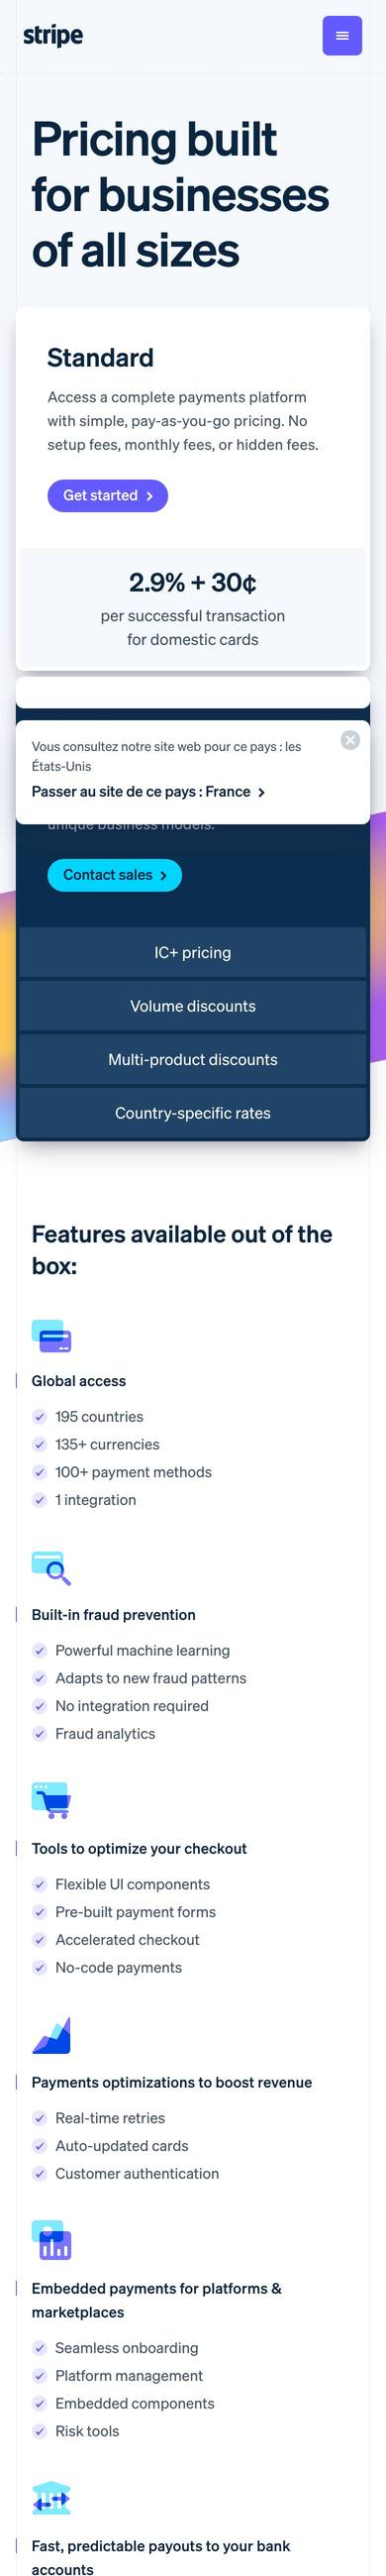 stripe
Pricing built
for businesses
of all sizes
Standard
Access a complete payments platform
with simple, pay-as-you-go pricing. No
setup fees, monthly fees, or hidden fees.
Get started
2.9% + 30¢
per successful transaction
for domestic cards
Vous consultez notre site web pour ce pays : les
États-Unis
Passer au site de ce pays : France
unique business models.
Contact sales
IC+ pricing
Volume discounts
Multi-product discounts
Country-specific rates
Features available out of the
box:
Global access
195 countries
135+ currencies
100+ payment methods
1 integration
Built-in fraud prevention
Powerful machine learning
Adapts to new fraud patterns
No integration required
Fraud analytics
Tools to optimize your checkout
Flexible UI components
Pre-built payment forms
Accelerated checkout
No-code payments
Payments optimizations to boost revenue
Real-time retries
Auto-updated cards
Customer authentication
Embedded payments for platforms &
marketplaces
Seamless onboarding
Platform management
Embedded components
Risk tools
Fast, predictable payouts to your bank
accounts